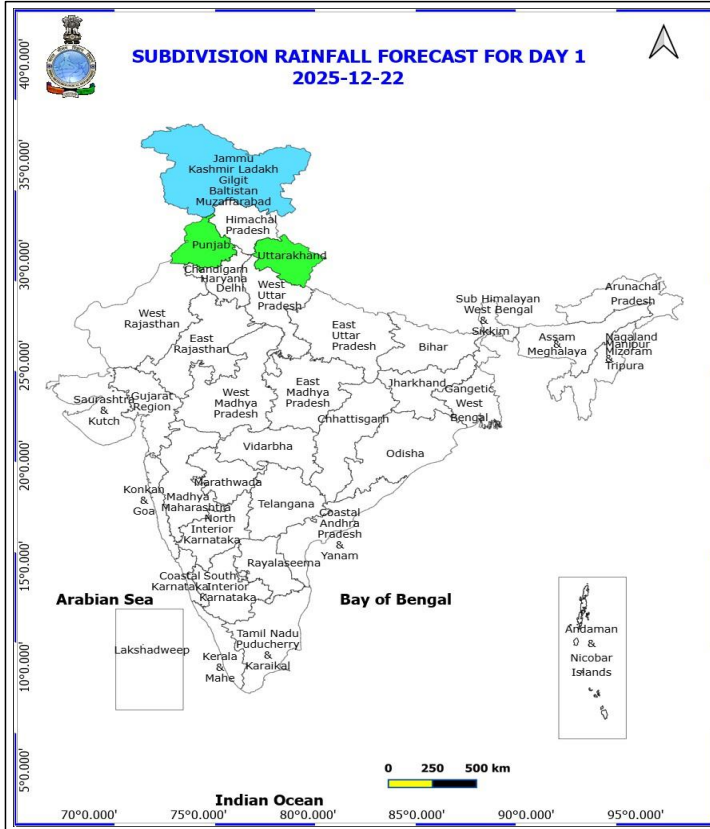 SUBDIVISION RAINFALL FORECAST FOR DAY 1
2025-12-22
40°0.000'
35°0.000'
30°0.000'
25°0.000'
20°0.000'
15°0.000'
10°0.000'
5°0.000'
Jammu
Kashmir Ladakh
Gilgit
Baltistan
Muzaffarabad
Himachal
Pradesh
Punjab
Uttarakhand
Chandigarh
Haryana
Delhi
West
Uttar
Pradesh
West
Rajasthan
East
Rajasthan
East
Uttar
Pradesh
Bihar
Sub Himalayan
West Bengal
&
Sikkim
Arunachal
Pradesh
Assam
&
Meghalaya
Nagaland
Manipur
Mizoram
&
Tripura
Saurashtra
&
Kutch
Gujarat
Region
West
Madhya
Pradesh
East
Madhya
Pradesh
Jharkhand
Gangetic
West
Bengal
Chhattisgarh
Odisha
Vidarbha
Konkan
&
Goa
Madhya
Maharashtra
Marathwada
Telangana
North
Interior
Karnataka
Coastal
Andhra
Pradesh
&
Yanam
Rayalaseema
Coastal
Karnataka
South
Interior
Karnataka
Arabian Sea
Bay of Bengal
Lakshadweep
Kerala
&
Mahe
Tamil Nadu
Puducherry
&
Karaikal
Andaman
&
Nicobar
Islands
0 250 500 km
Indian Ocean
70°0.000' 75°0.000' 80°0.000' 85°0.000' 90°0.000' 95°0.000'